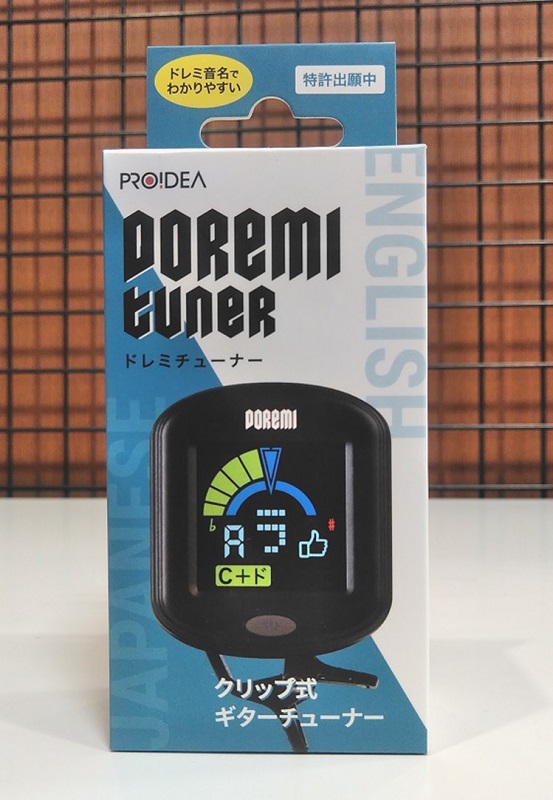 ドレミ音名で
わかりやすい
特許出願中
PRO!DEA
DOREMI
tuner
ドレミチューナー
ENGLISH
JAPANESE
DOREMI
♭
A ラ
#
C+ド
クリップ式
ギターチューナー